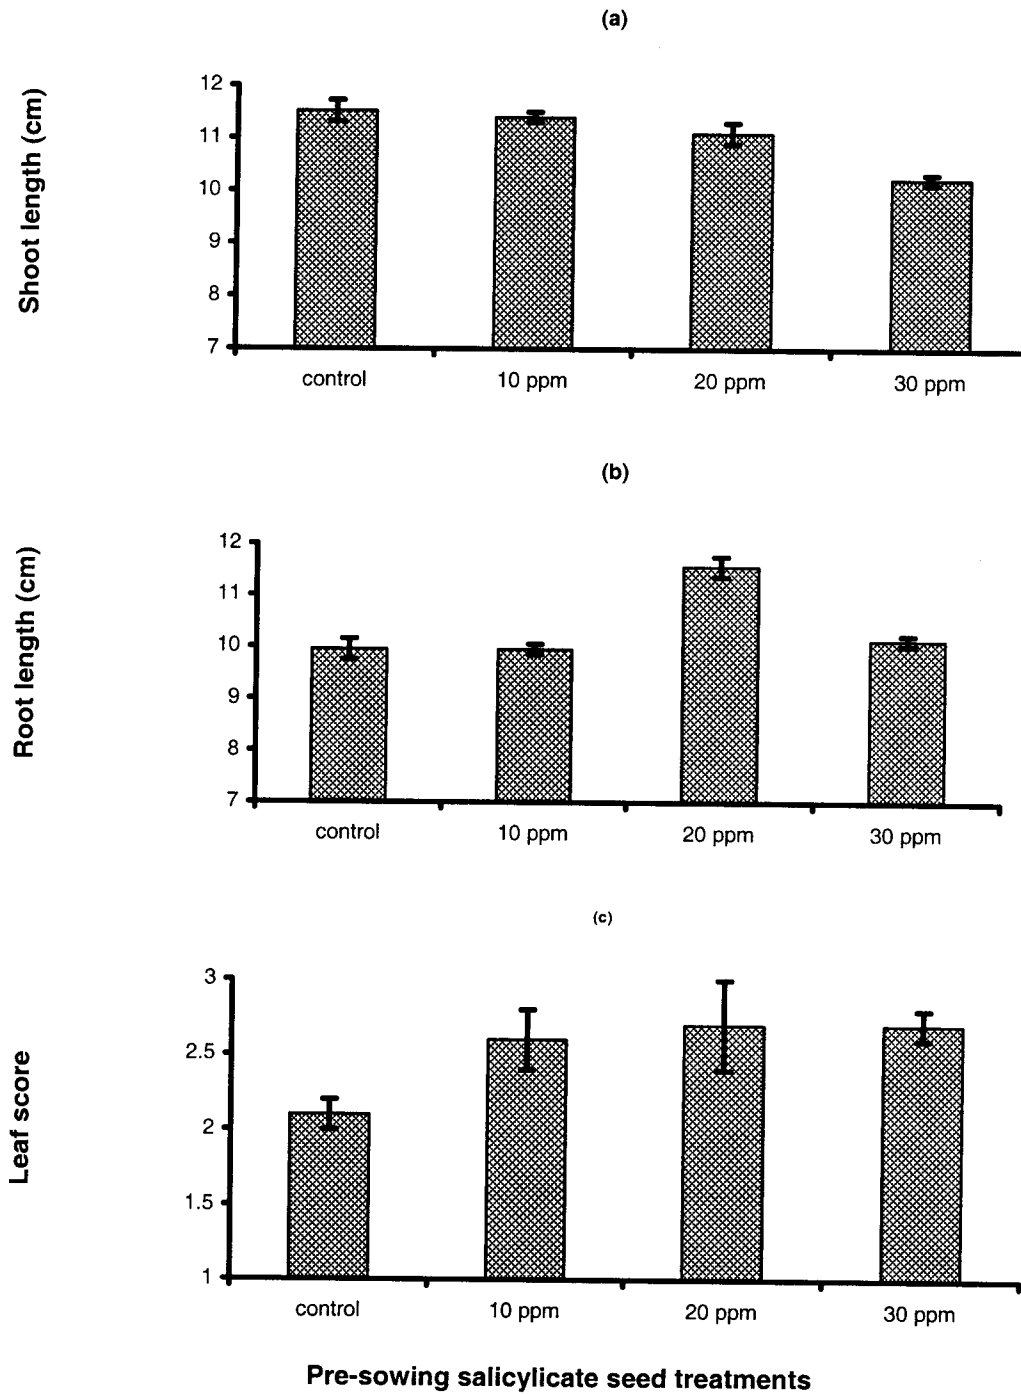 (a)
Shoot length (cm)
12
11
10
9
8
7
control 10 ppm 20 ppm 30 ppm
(b)
Root length (cm)
12
11
10
9
8
7
control 10 ppm 20 ppm 30 ppm
(c)
Leaf score
3
2.5
2
1.5
1
control 10 ppm 20 ppm 30 ppm
Pre-sowing salicylicate seed treatments